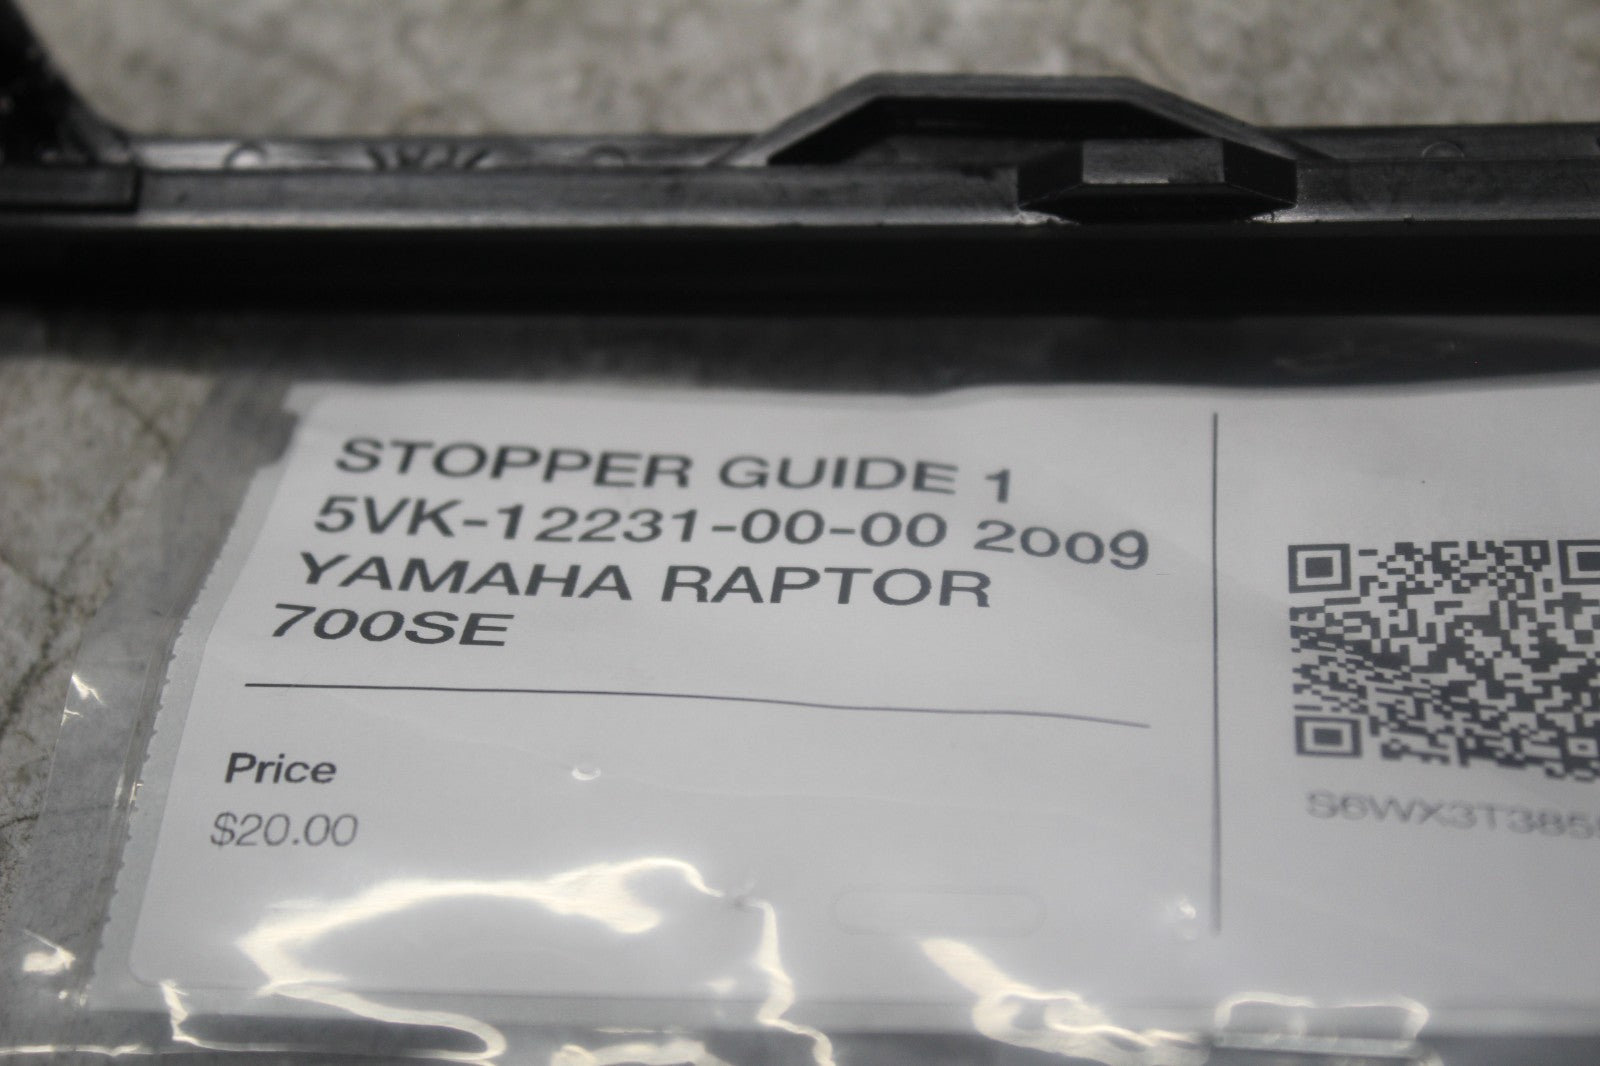 STOPPER GUIDE 1
5VK-12231-00-00 2009
YAMAHA RAPTOR
700SE
Price
$20.00